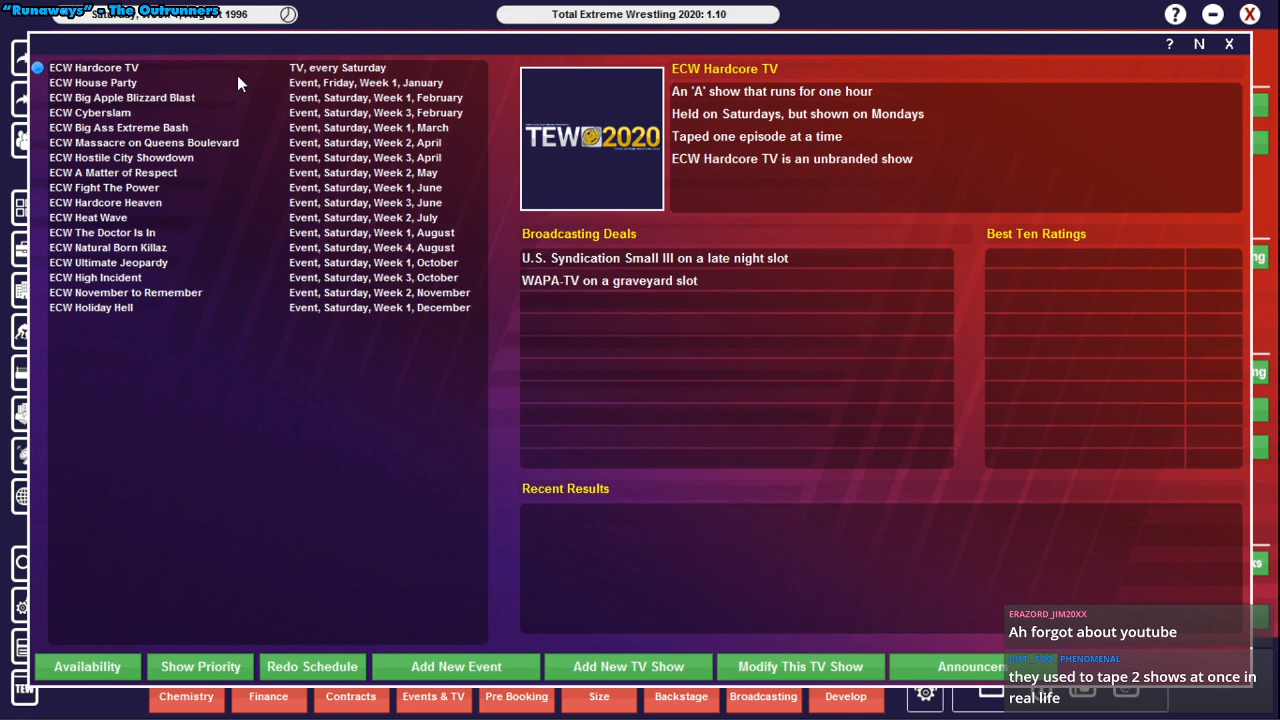 "Runaways" - The Outrunners
Saturday, Week 1, August 1996
Total Extreme Wrestling 2020: 1.10
? X
? N X
ECW Hardcore TV TV, every Saturday
ECW House Party Event, Friday, Week 1, January
ECW Big Apple Blizzard Blast Event, Saturday, Week 1, February
ECW Cyberslam Event, Saturday, Week 3, February
ECW Big Ass Extreme Bash Event, Saturday, Week 1, March
ECW Massacre on Queens Boulevard Event, Saturday, Week 2, April
ECW Hostile City Showdown Event, Saturday, Week 3, April
ECW A Matter of Respect Event, Saturday, Week 2, May
ECW Fight The Power Event, Saturday, Week 1, June
ECW Hardcore Heaven Event, Saturday, Week 3, June
ECW Heat Wave Event, Saturday, Week 2, July
ECW The Doctor Is In Event, Saturday, Week 1, August
ECW Natural Born Killaz Event, Saturday, Week 4, August
ECW Ultimate Jeopardy Event, Saturday, Week 1, October
ECW High Incident Event, Saturday, Week 3, October
ECW November to Remember Event, Saturday, Week 2, November
ECW Holiday Hell Event, Saturday, Week 1, December
TEW 2020
ECW Hardcore TV
An 'A' show that runs for one hour
Held on Saturdays, but shown on Mondays
Taped one episode at a time
ECW Hardcore TV is an unbranded show
Broadcasting Deals
U.S. Syndication Small III on a late night slot
WAPA-TV on a graveyard slot
Best Ten Ratings
Recent Results
ERAZORD_JIM20XX
Ah forgot about youtube
JUST_TOO_PHENOMENAL
they used to tape 2 shows at once in
real life
Availability Show Priority Redo Schedule Add New Event Add New TV Show Modify This TV Show Announcers
TEW Chemistry Finance Contracts Events & TV Pre Booking Size Backstage Broadcasting Develop